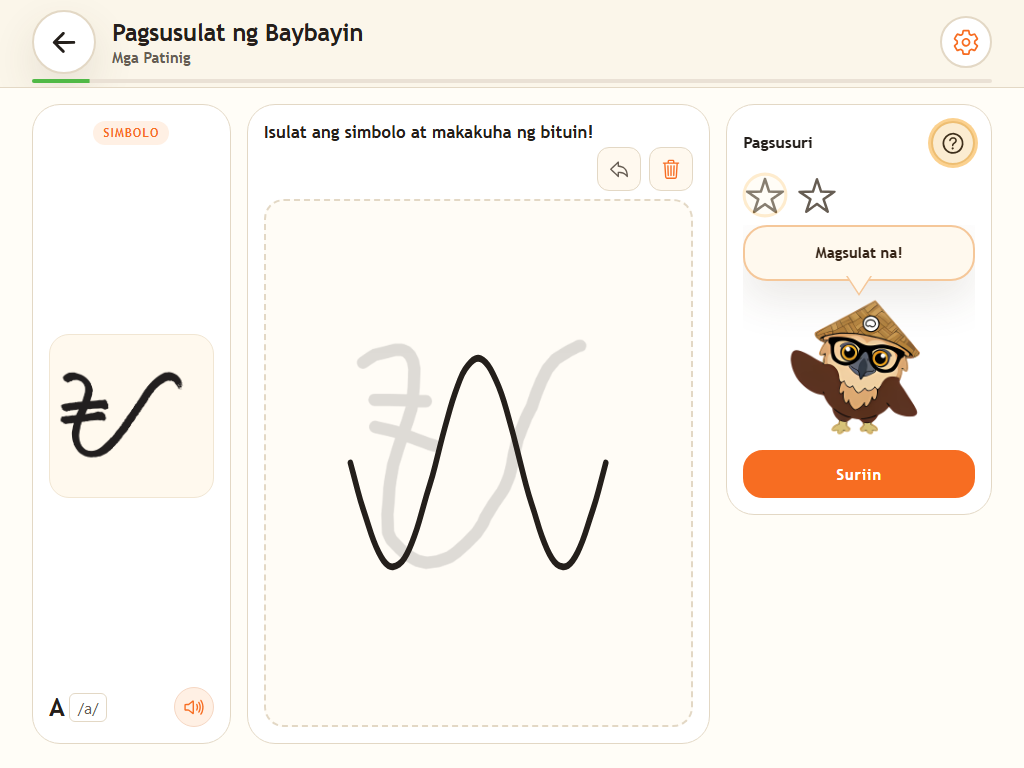 Pagsusulat ng Baybayin
Mga Patinig
SIMBOLO
ᜀ
A /a/
Isulat ang simbolo at makakuha ng bituin!
ᜀ
Pagsusuri
Magsulat na!
Suriin